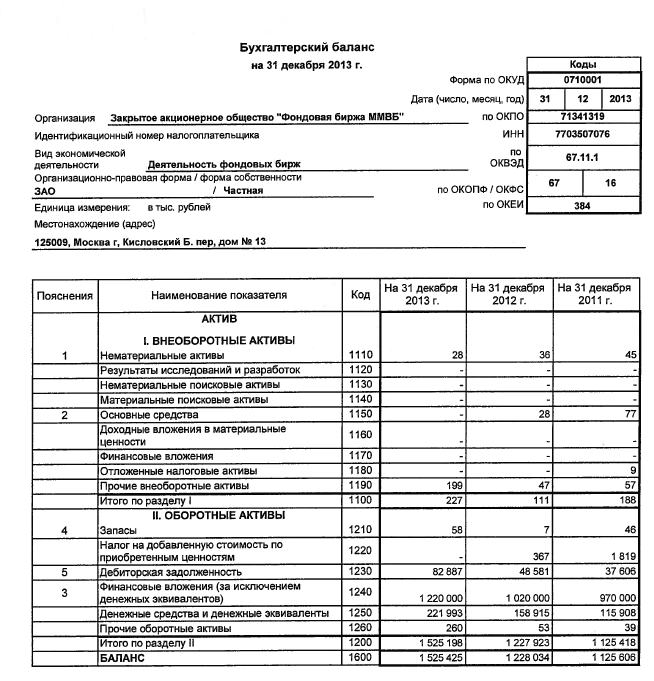 Бухгалтерский баланс
на 31 декабря 2013 г.
Коды
Форма по ОКУД 0710001
Дата (число, месяц, год) 31 12 2013
Организация Закрытое акционерное общество "Фондовая биржа ММВБ" по ОКПО 71341319
Идентификационный номер налогоплательщика ИНН 7703507076
Вид экономической
деятельности Деятельность фондовых бирж
по
ОКВЭД 67.11.1
Организационно-правовая форма / форма собственности
ЗАО / Частная по ОКОПФ / ОКФС 67 16
Единица измерения: в тыс. рублей по ОКЕИ 384
Местонахождение (адрес)
125009, Москва г, Кисловский Б. пер, дом № 13
Пояснения Наименование показателя Код На 31 декабря 2013 г. На 31 декабря 2012 г. На 31 декабря 2011 г.
АКТИВ
I. ВНЕОБОРОТНЫЕ АКТИВЫ
1 Нематериальные активы 1110 28 36 45
Результаты исследований и разработок 1120 - - -
Нематериальные поисковые активы 1130 - - -
Материальные поисковые активы 1140 - - -
2 Основные средства 1150 - 28 77
Доходные вложения в материальные
ценности 1160 - - -
Финансовые вложения 1170 - - -
Отложенные налоговые активы 1180 - - 9
Прочие внеоборотные активы 1190 199 47 57
Итого по разделу I 1100 227 111 188
II. ОБОРОТНЫЕ АКТИВЫ
4 Запасы 1210 58 7 46
Налог на добавленную стоимость по
приобретенным ценностям 1220 - 367 1 819
5 Дебиторская задолженность 1230 82 887 48 581 37 606
3 Финансовые вложения (за исключением
денежных эквивалентов) 1240 1 220 000 1 020 000 970 000
Денежные средства и денежные эквиваленты 1250 221 993 158 915 115 908
Прочие оборотные активы 1260 260 53 39
Итого по разделу II 1200 1 525 198 1 227 923 1 125 418
БАЛАНС 1600 1 525 425 1 228 034 1 125 606